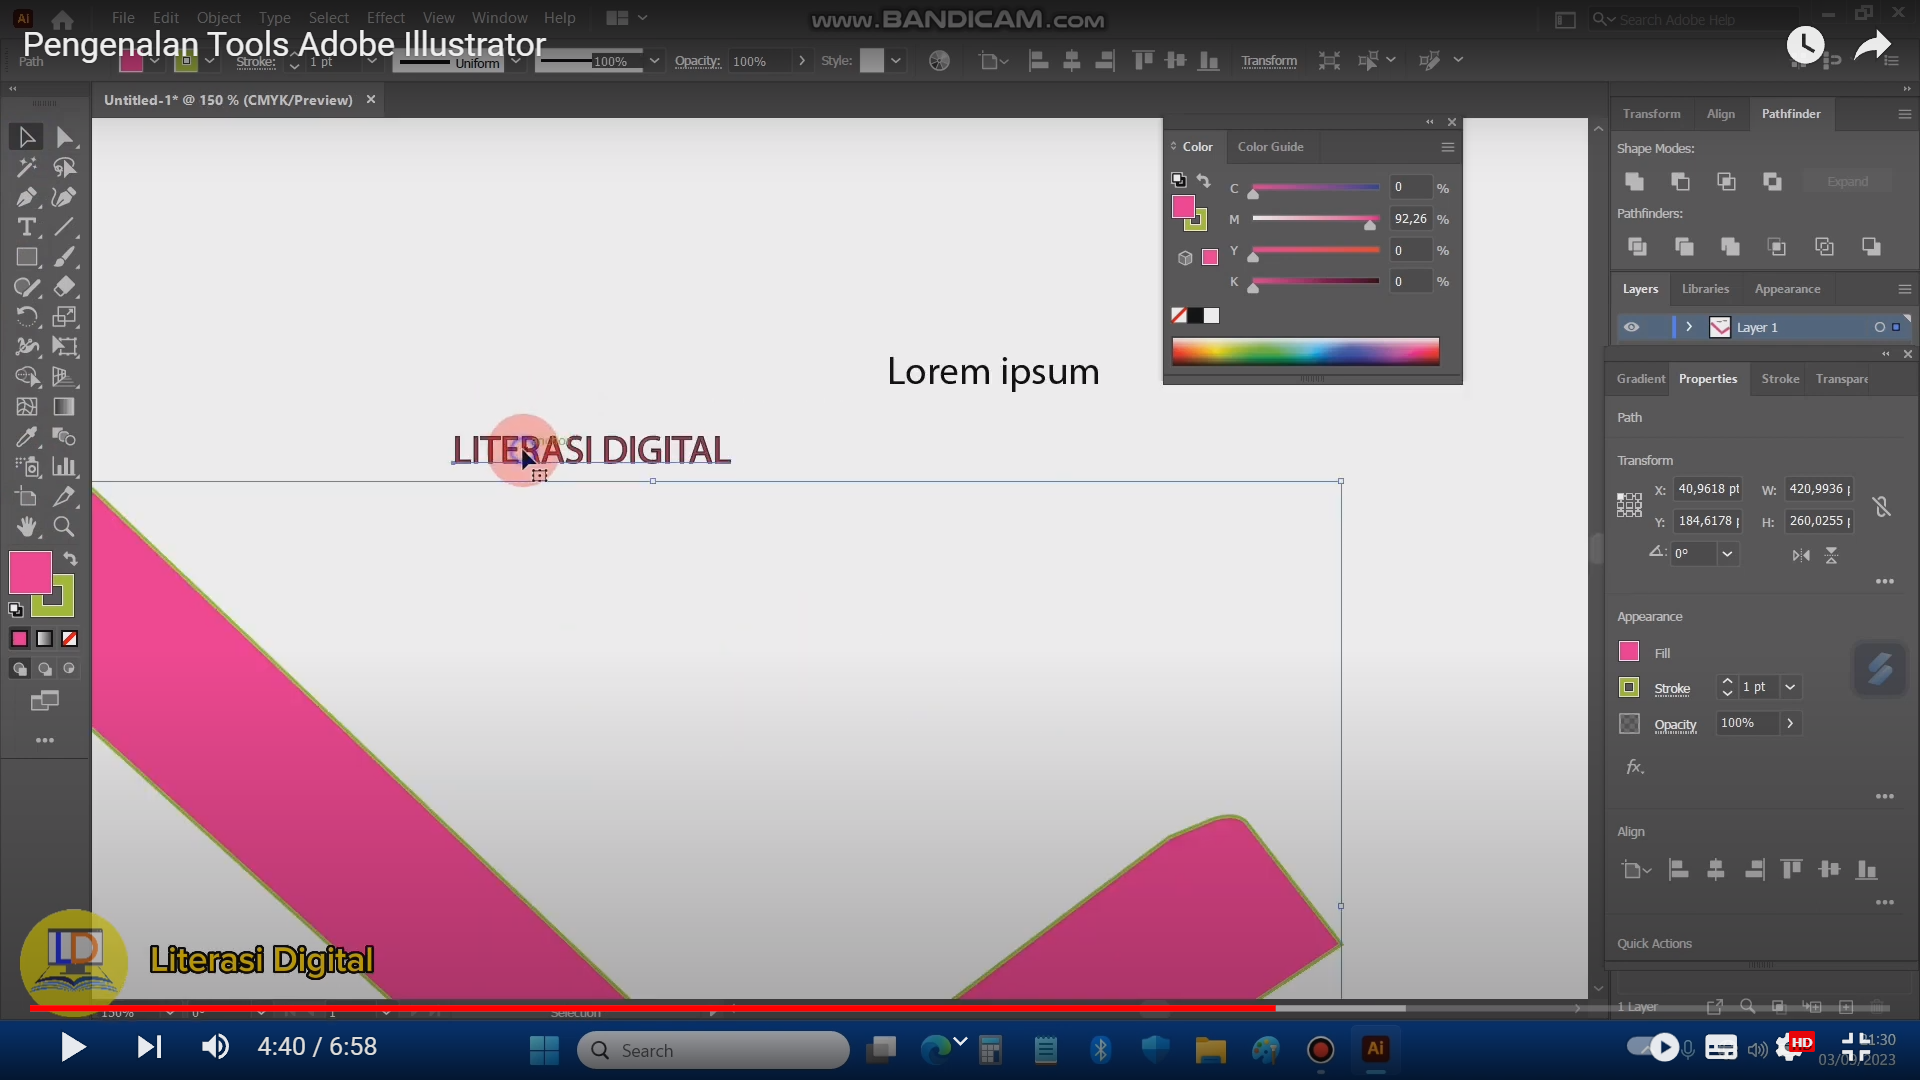 File Edit Object Type Select Effect View Window Help
www.BANDICAM.com
Search Adobe Help
Pengenalan Tools Adobe Illustrator
Path
Stroke: 1 pt
Uniform
100%
Opacity: 100%
Style:
Transform
Untitled-1* @ 150 % (CMYK/Preview)
Color
Color Guide
C 0 %
M 92,26 %
Y 0 %
K 0 %
Lorem ipsum
LITERASI DIGITAL
Transform Align Pathfinder
Shape Modes:
Expand
Pathfinders:
Layers Libraries Appearance
Layer 1
Gradient Properties Stroke Transpare
Path
Transform
X: 40,9618 pt W: 420,9936 p
Y: 184,6178 p H: 260,0255 p
0°
Appearance
Fill
Stroke 1 pt
Opacity 100%
fx.
Align
Quick Actions
1 Layer
LD
Literasi Digital
150% 0° 1 Selection
4:40 / 6:58
Search
Ai
HD
03/09/2023